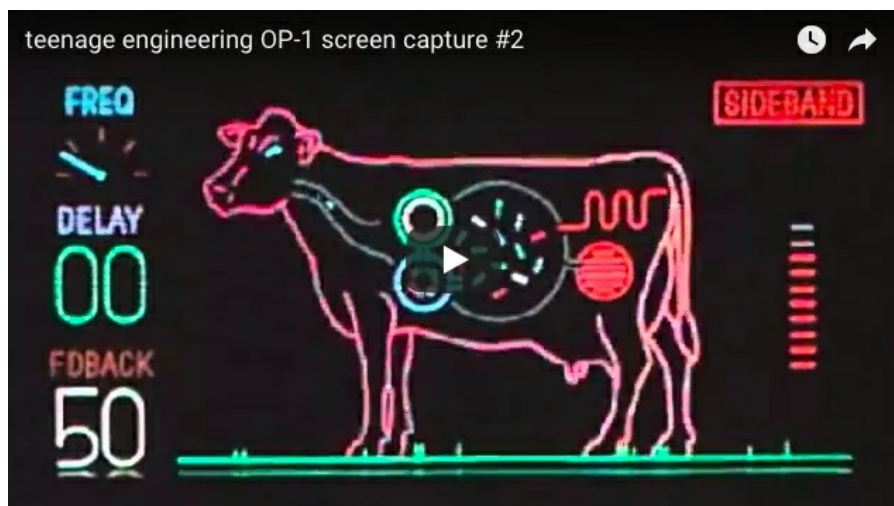 teenage engineering OP-1 screen capture #2
FREQ
SIDEBAND
DELAY
00
FDBACK
50